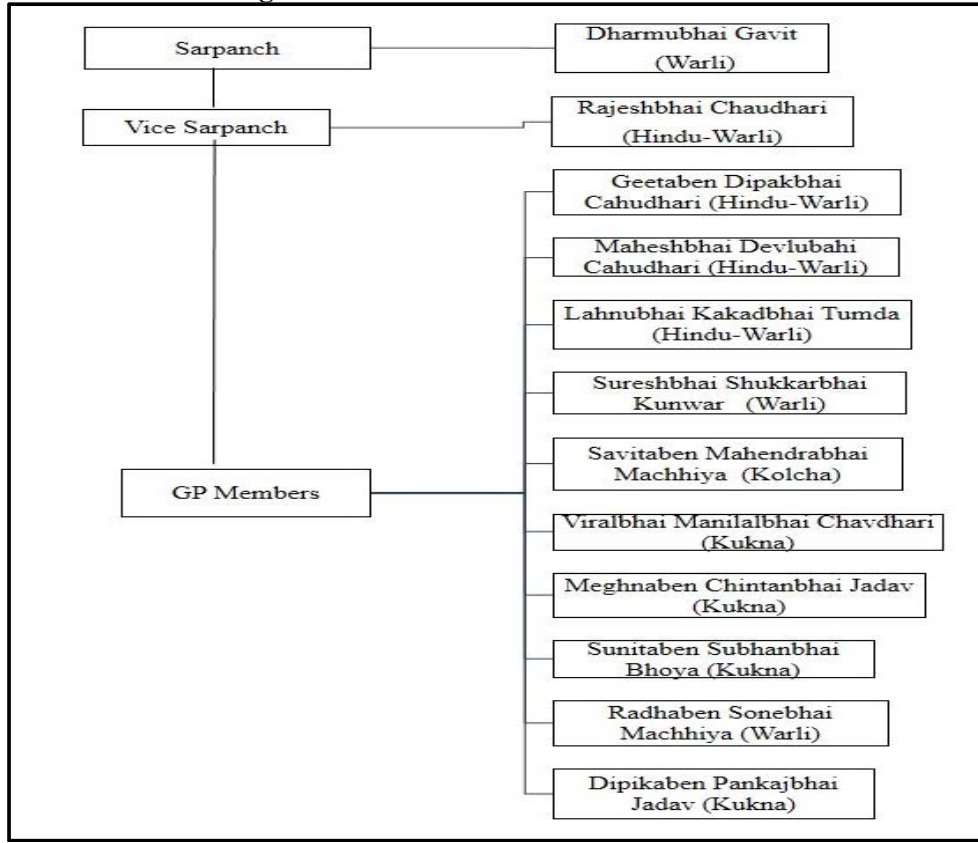 Sarpanch
Dharmubhai Gavit
(Warli)
Vice Sarpanch
Rajeshbhai Chaudhari
(Hindu-Warli)
Geetaben Dipakbhai
Cahudhari (Hindu-Warli)
Maheshbhai Devlubahi
Cahudhari (Hindu-Warli)
Lahnubhai Kakadbhai Tumda
(Hindu-Warli)
Sureshbhai Shukkarbhai
Kunwar (Warli)
GP Members
Savitaben Mahendrabhai
Machhiya (Kolcha)
Viralbhai Manilalbhai Chavdhari
(Kukna)
Meghnaben Chintanbhai Jadav
(Kukna)
Sunitaben Subhanbhai
Bhoya (Kukna)
Radhaben Sonebhai
Machhiya (Warli)
Dipikaben Pankajbhai
Jadav (Kukna)